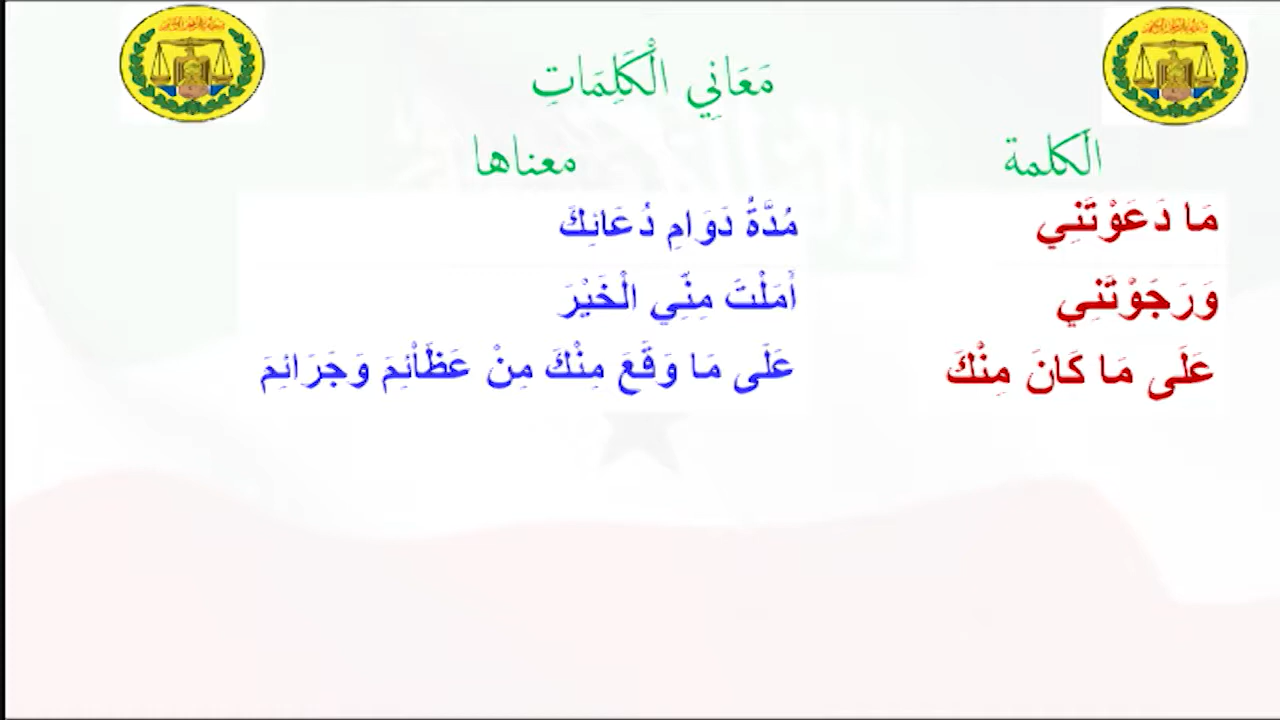 مَعَانِي الْكَلِمَاتِ
الكلمة معناها
مَا دَعَوْتَنِي مُدَّةُ دَوَامِ دُعَائِكَ
وَرَجَوْتَنِي أَمَلْتَ مِنِّي الْخَيْرَ
عَلَى مَا كَانَ مِنْكَ عَلَى مَا وَقَعَ مِنْكَ مِنْ عَظَائِمَ وَجَرَائِمَ